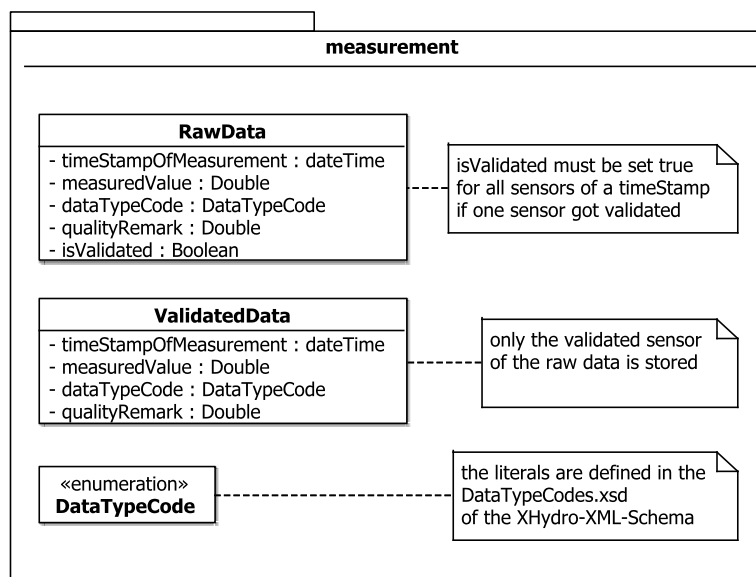 measurement
RawData
- timeStampOfMeasurement : dateTime
- measuredValue : Double
- dataTypeCode : DataTypeCode
- qualityRemark : Double
- isValidated : Boolean
isValidated must be set true
for all sensors of a timeStamp
if one sensor got validated
ValidatedData
- timeStampOfMeasurement : dateTime
- measuredValue : Double
- dataTypeCode : DataTypeCode
- qualityRemark : Double
only the validated sensor
of the raw data is stored
«enumeration»
DataTypeCode
the literals are defined in the
DataTypeCodes.xsd
of the XHydro-XML-Schema